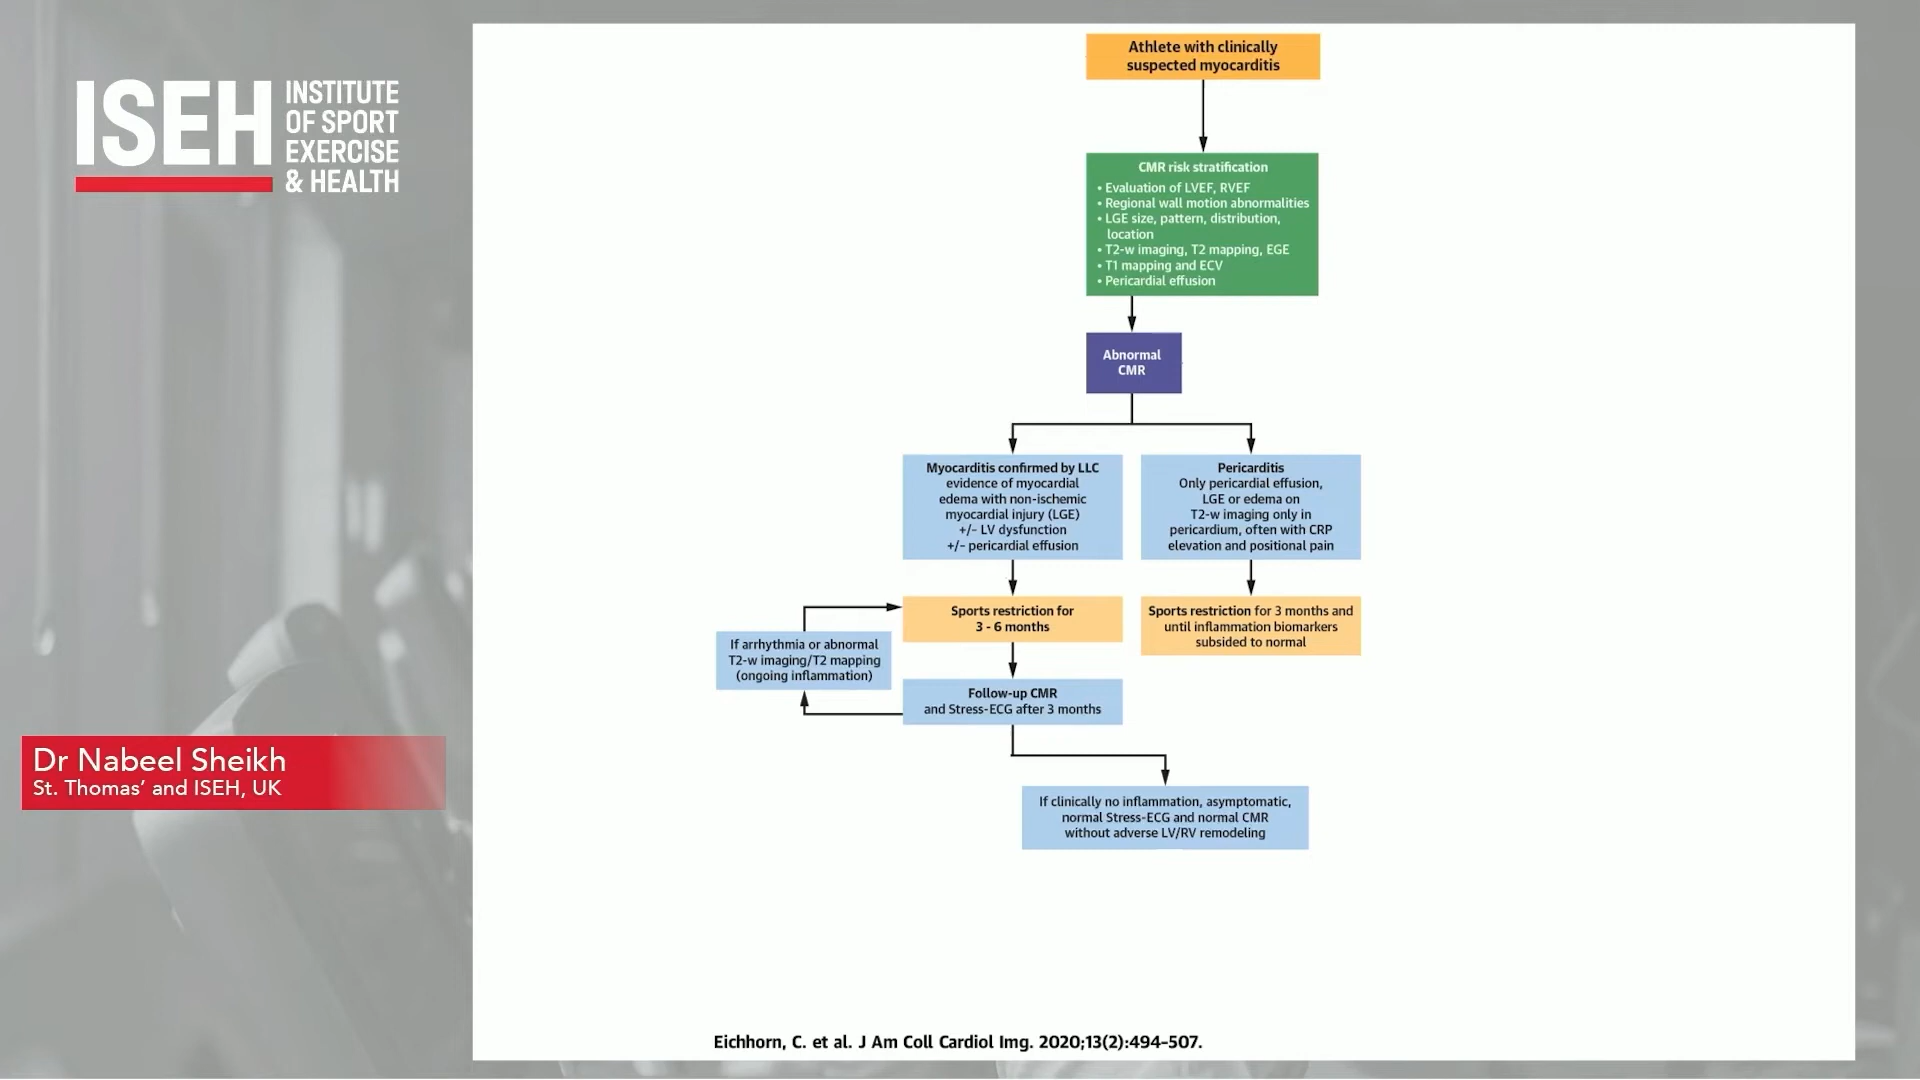 ISEH
INSTITUTE
OF SPORT
EXERCISE
& HEALTH
Athlete with clinically
suspected myocarditis
CMR risk stratification
• Evaluation of LVEF, RVEF
• Regional wall motion abnormalities
• LGE size, pattern, distribution,
location
• T2-w imaging, T2 mapping, EGE
• T1 mapping and ECV
• Pericardial effusion
Abnormal
CMR
Myocarditis confirmed by LLC
evidence of myocardial
edema with non-ischemic
myocardial injury (LGE)
+/- LV dysfunction
+/- pericardial effusion
Pericarditis
Only pericardial effusion,
LGE or edema on
T2-w imaging only in
pericardium, often with CRP
elevation and positional pain
Sports restriction for
3 - 6 months
Sports restriction for 3 months and
until inflammation biomarkers
subsided to normal
If arrhythmia or abnormal
T2-w imaging/T2 mapping
(ongoing inflammation)
Follow-up CMR
and Stress-ECG after 3 months
If clinically no inflammation, asymptomatic,
normal Stress-ECG and normal CMR
without adverse LV/RV remodeling
Dr Nabeel Sheikh
St. Thomas' and ISEH, UK
Eichhorn, C. et al. J Am Coll Cardiol Img. 2020;13(2):494–507.